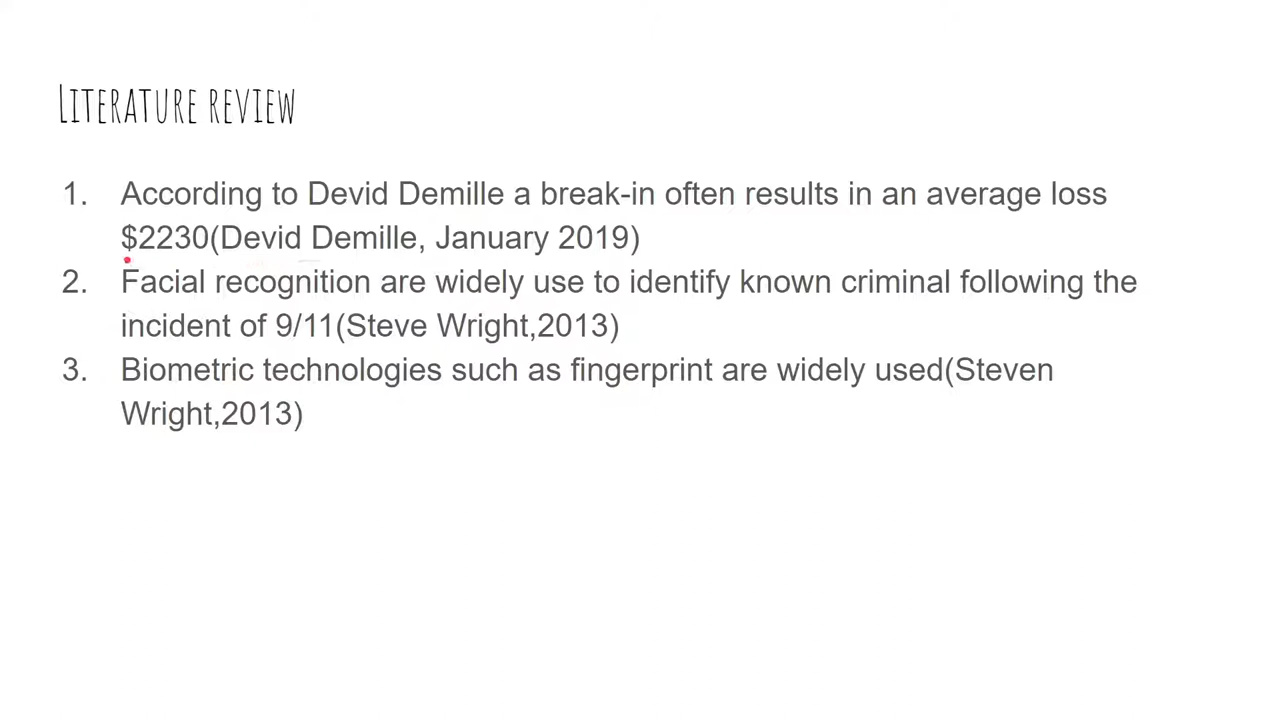 LITERATURE REVIEW
1. According to Devid Demille a break-in often results in an average loss
$2230(Devid Demille, January 2019)
2. Facial recognition are widely use to identify known criminal following the
incident of 9/11(Steve Wright,2013)
3. Biometric technologies such as fingerprint are widely used(Steven
Wright,2013)